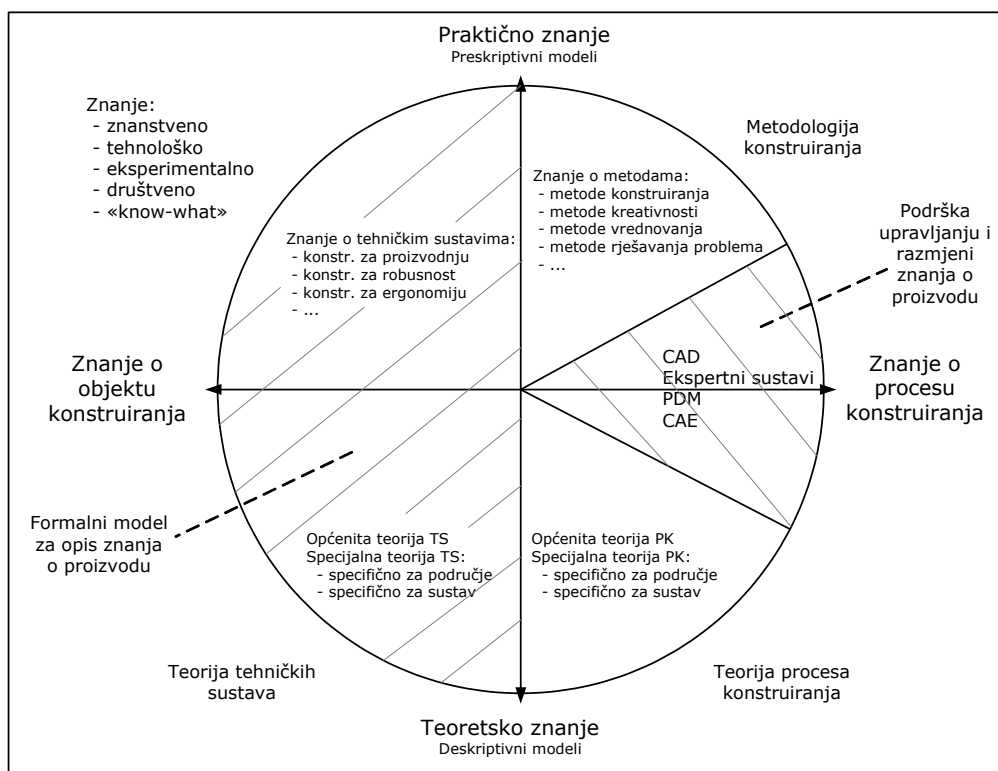 Praktično znanje
Preskriptivni modeli
Znanje:
- znanstveno
- tehnološko
- eksperimentalno
- društveno
- «know-what»
Metodologija
konstruiranja
Znanje o metodama:
- metode konstruiranja
- metode kreativnosti
- metode vrednovanja
- metode rješavanja problema
- ...
Znanje o tehničkim sustavima:
- konstr. za proizvodnju
- konstr. za robusnost
- konstr. za ergonomiju
- ...
Podrška
upravljanju i
razmjeni
znanja o
proizvodu
Znanje o
objektu
konstruiranja
CAD
Ekspertni sustavi
PDM
CAE
Znanje o
procesu
konstruiranja
Formalni model
za opis znanja
o proizvodu
Općenita teorija TS
Specijalna teorija TS:
- specifično za područje
- specifično za sustav
Općenita teorija PK
Specijalna teorija PK:
- specifično za područje
- specifično za sustav
Teorija tehničkih
sustava
Teorija procesa
konstruiranja
Teoretsko znanje
Deskriptivni modeli